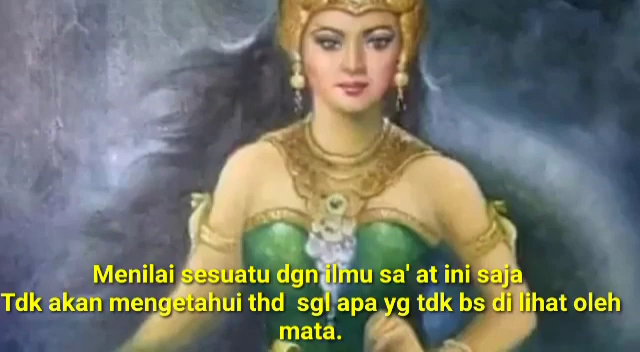 Menilai sesuatu dgn ilmu sa' at ini saja
Tdk akan mengetahui thd sgl apa yg tdk bs di lihat oleh
mata.